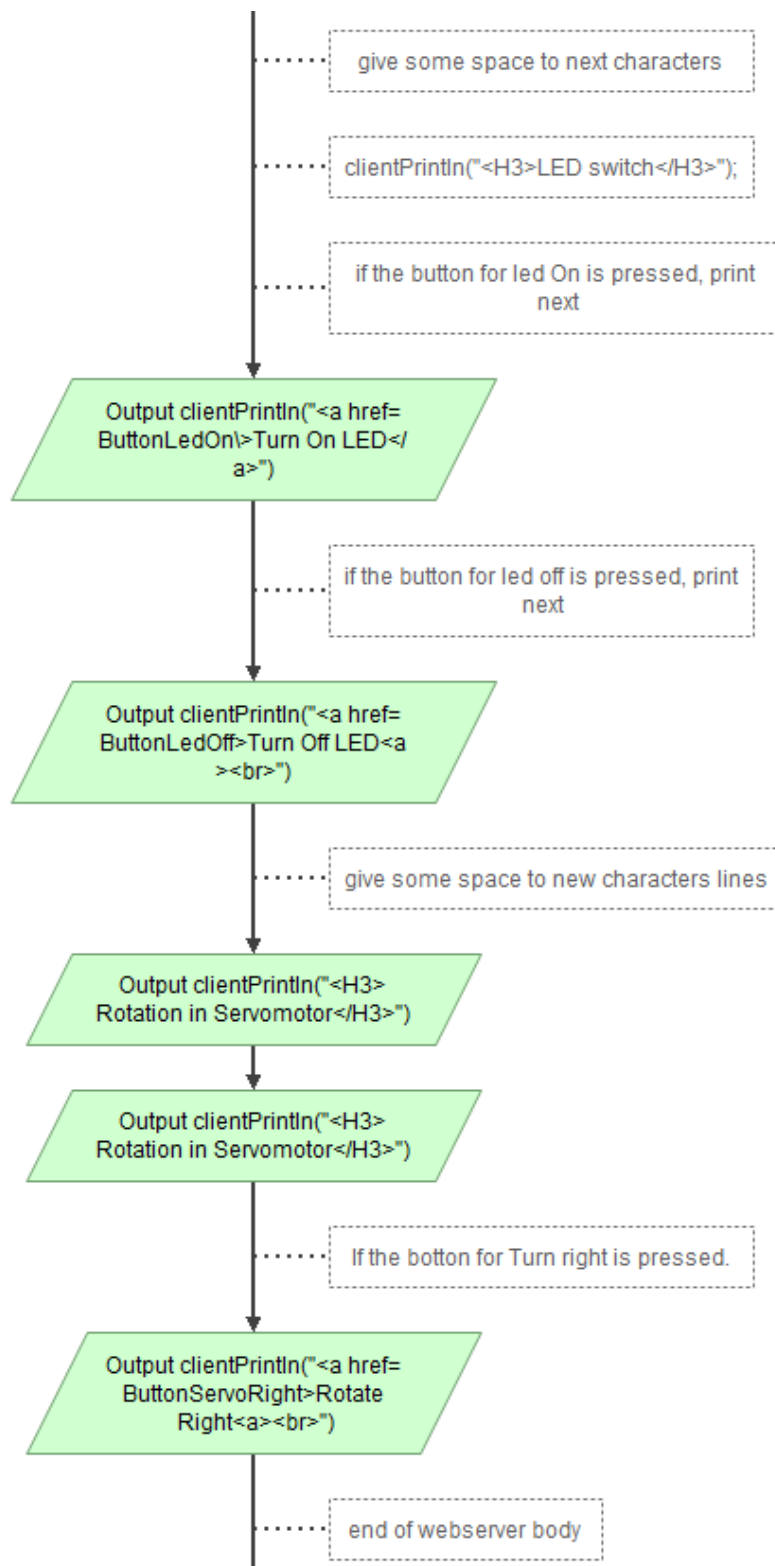 give some space to next characters
clientPrintln("<H3>LED switch</H3>");
if the button for led On is pressed, print
next
Output clientPrintln("<a href=
ButtonLedOn\>Turn On LED</
a>")
if the button for led off is pressed, print
next
Output clientPrintln("<a href=
ButtonLedOff>Turn Off LED<a
><br>")
give some space to new characters lines
Output clientPrintln("<H3>
Rotation in Servomotor</H3>")
Output clientPrintln("<H3>
Rotation in Servomotor</H3>")
If the botton for Turn right is pressed.
Output clientPrintln("<a href=
ButtonServoRight>Rotate
Right<a><br>")
end of webserver body